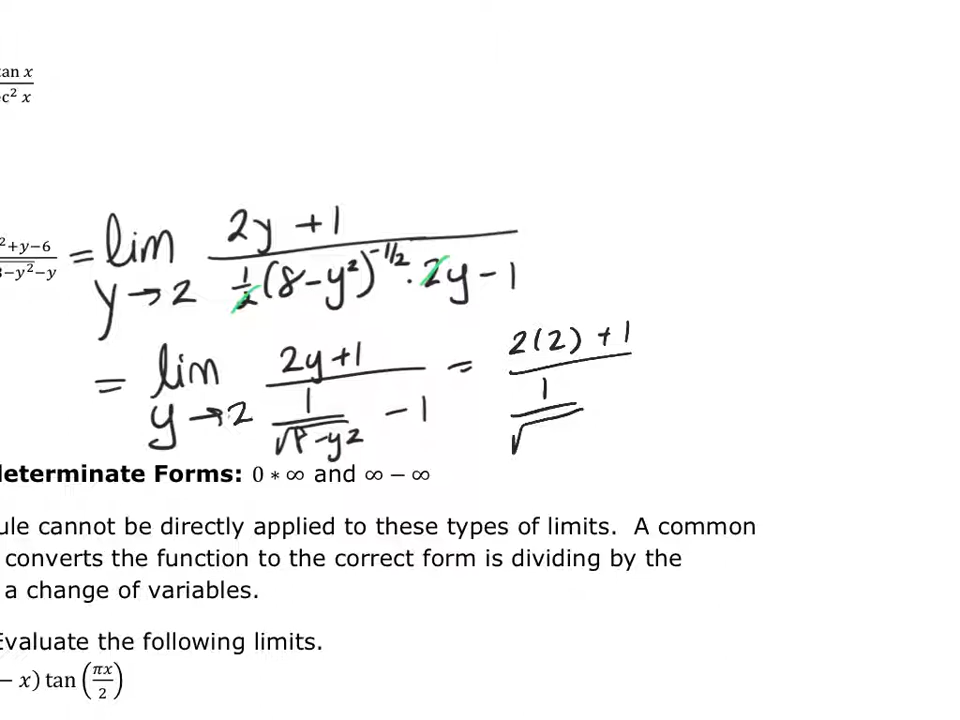 tan x
c² x
²+y−6 / 8−y²−y = lim y→2 (2y + 1) / (½(8−y²)^(−1/2) · 2y − 1)
= lim y→2 (2y+1) / (1/√(8−y²) − 1) = (2(2) + 1) / (1/√
determinate Forms: 0 ∗ ∞ and ∞ − ∞
ule cannot be directly applied to these types of limits. A common
converts the function to the correct form is dividing by the
a change of variables.
Evaluate the following limits.
− x) tan (πx/2)